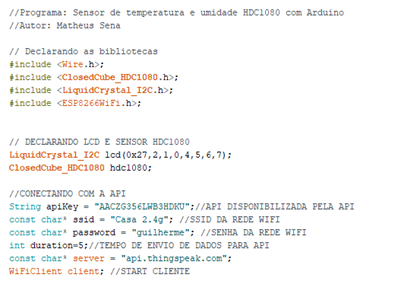 //Programa: Sensor de temperatura e umidade HDC1080 com Arduino
//Autor: Matheus Sena
// Declarando as bibliotecas
#include <Wire.h>;
#include <ClosedCube_HDC1080.h>;
#include <LiquidCrystal_I2C.h>;
#include <ESP8266WiFi.h>;
// DECLARANDO LCD E SENSOR HDC1080
LiquidCrystal_I2C lcd(0x27,2,1,0,4,5,6,7);
ClosedCube_HDC1080 hdc1080;
//CONECTANDO COM A API
String apiKey = "AACZG356LWB3HDKU";//API DISPONIBILIZADA PELA API
const char* ssid = "Casa 2.4g"; //SSID DA REDE WIFI
const char* password = "guilherme"; //SENHA DA REDE WIFI
int duration=5;//TEMPO DE ENVIO DE DADOS PARA API
const char* server = "api.thingspeak.com";
WiFiClient client; //START CLIENTE